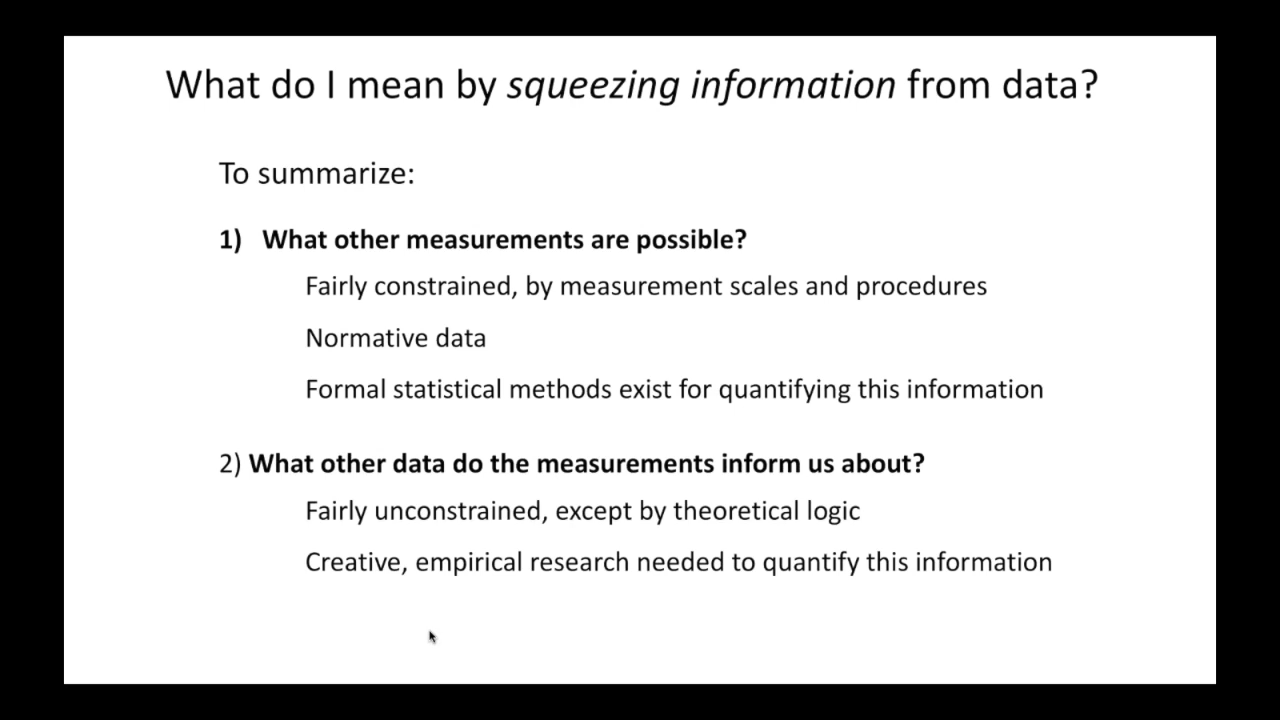 What do I mean by squeezing information from data?
To summarize:
1) What other measurements are possible?
Fairly constrained, by measurement scales and procedures
Normative data
Formal statistical methods exist for quantifying this information
2) What other data do the measurements inform us about?
Fairly unconstrained, except by theoretical logic
Creative, empirical research needed to quantify this information